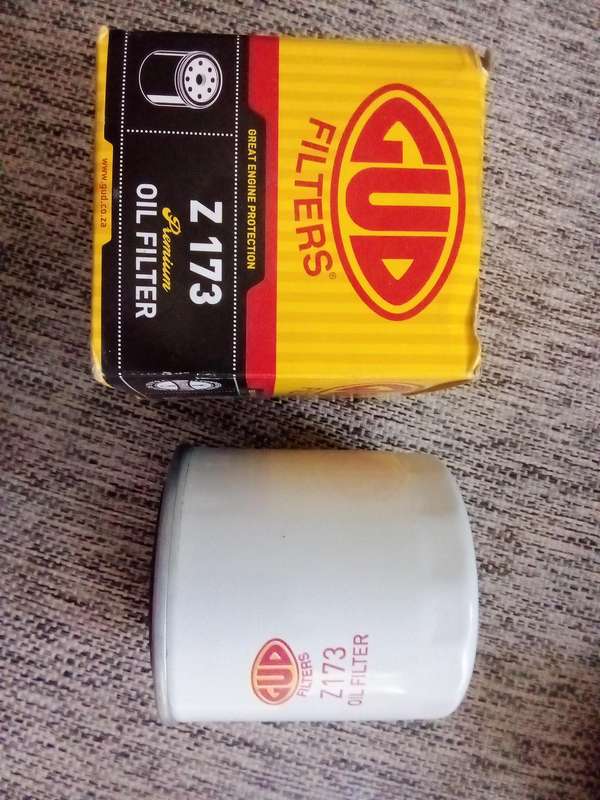 GUD
FILTERS®
GREAT ENGINE PROTECTION
Z 173
Premium
OIL FILTER
www.gud.co.za
GUD
FILTERS
Z173
OIL FILTER